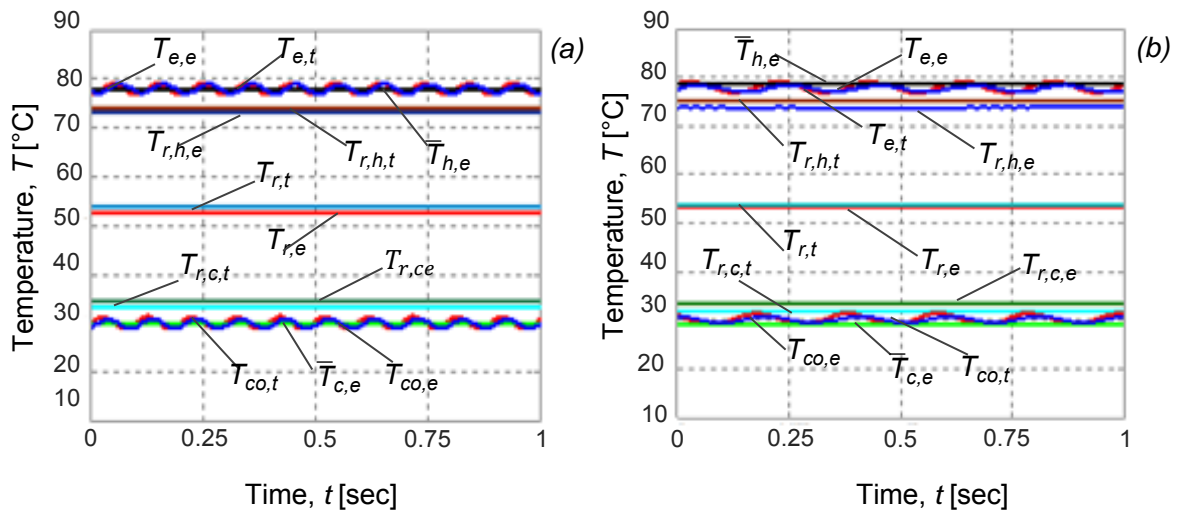 90
80
70
60
50
40
30
20
10
Temperature, T [°C]
(a)
T_e,e
T_e,t
T_r,h,e
T_r,h,t
T̅_h,e
T_r,t
T_r,e
T_r,c,t
T_r,ce
T_co,t
T̅_c,e
T_co,e
0 0.25 0.5 0.75 1
Time, t [sec]
90
80
70
60
50
40
30
20
10
Temperature, T [°C]
(b)
T̅_h,e
T_e,e
T_e,t
T_r,h,t
T_r,h,e
T_r,t
T_r,e
T_r,c,t
T_r,c,e
T_co,e
T̅_c,e
T_co,t
0 0.25 0.5 0.75 1
Time, t [sec]